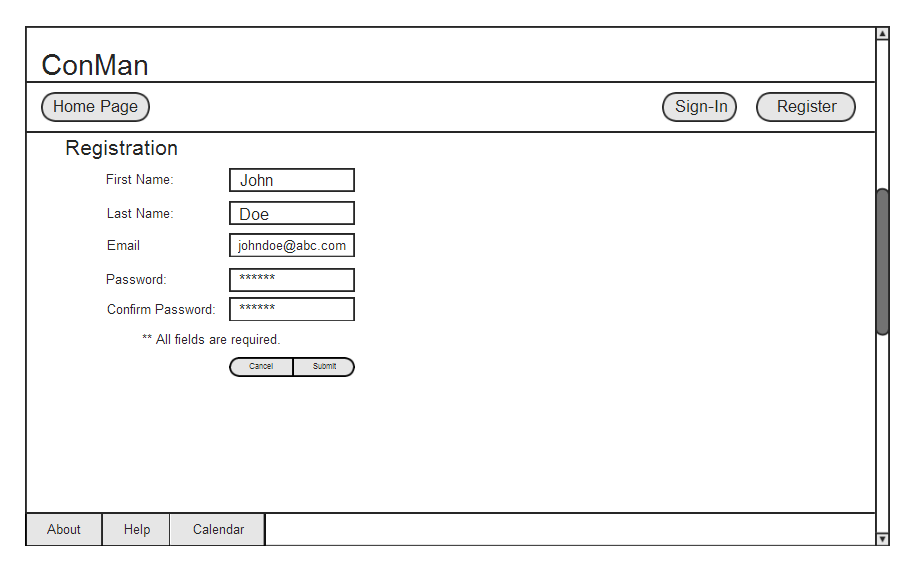 ConMan
Home Page Sign-In Register
Registration
First Name: John
Last Name: Doe
Email johndoe@abc.com
Password: ******
Confirm Password: ******
** All fields are required.
Cancel Submit
About Help Calendar